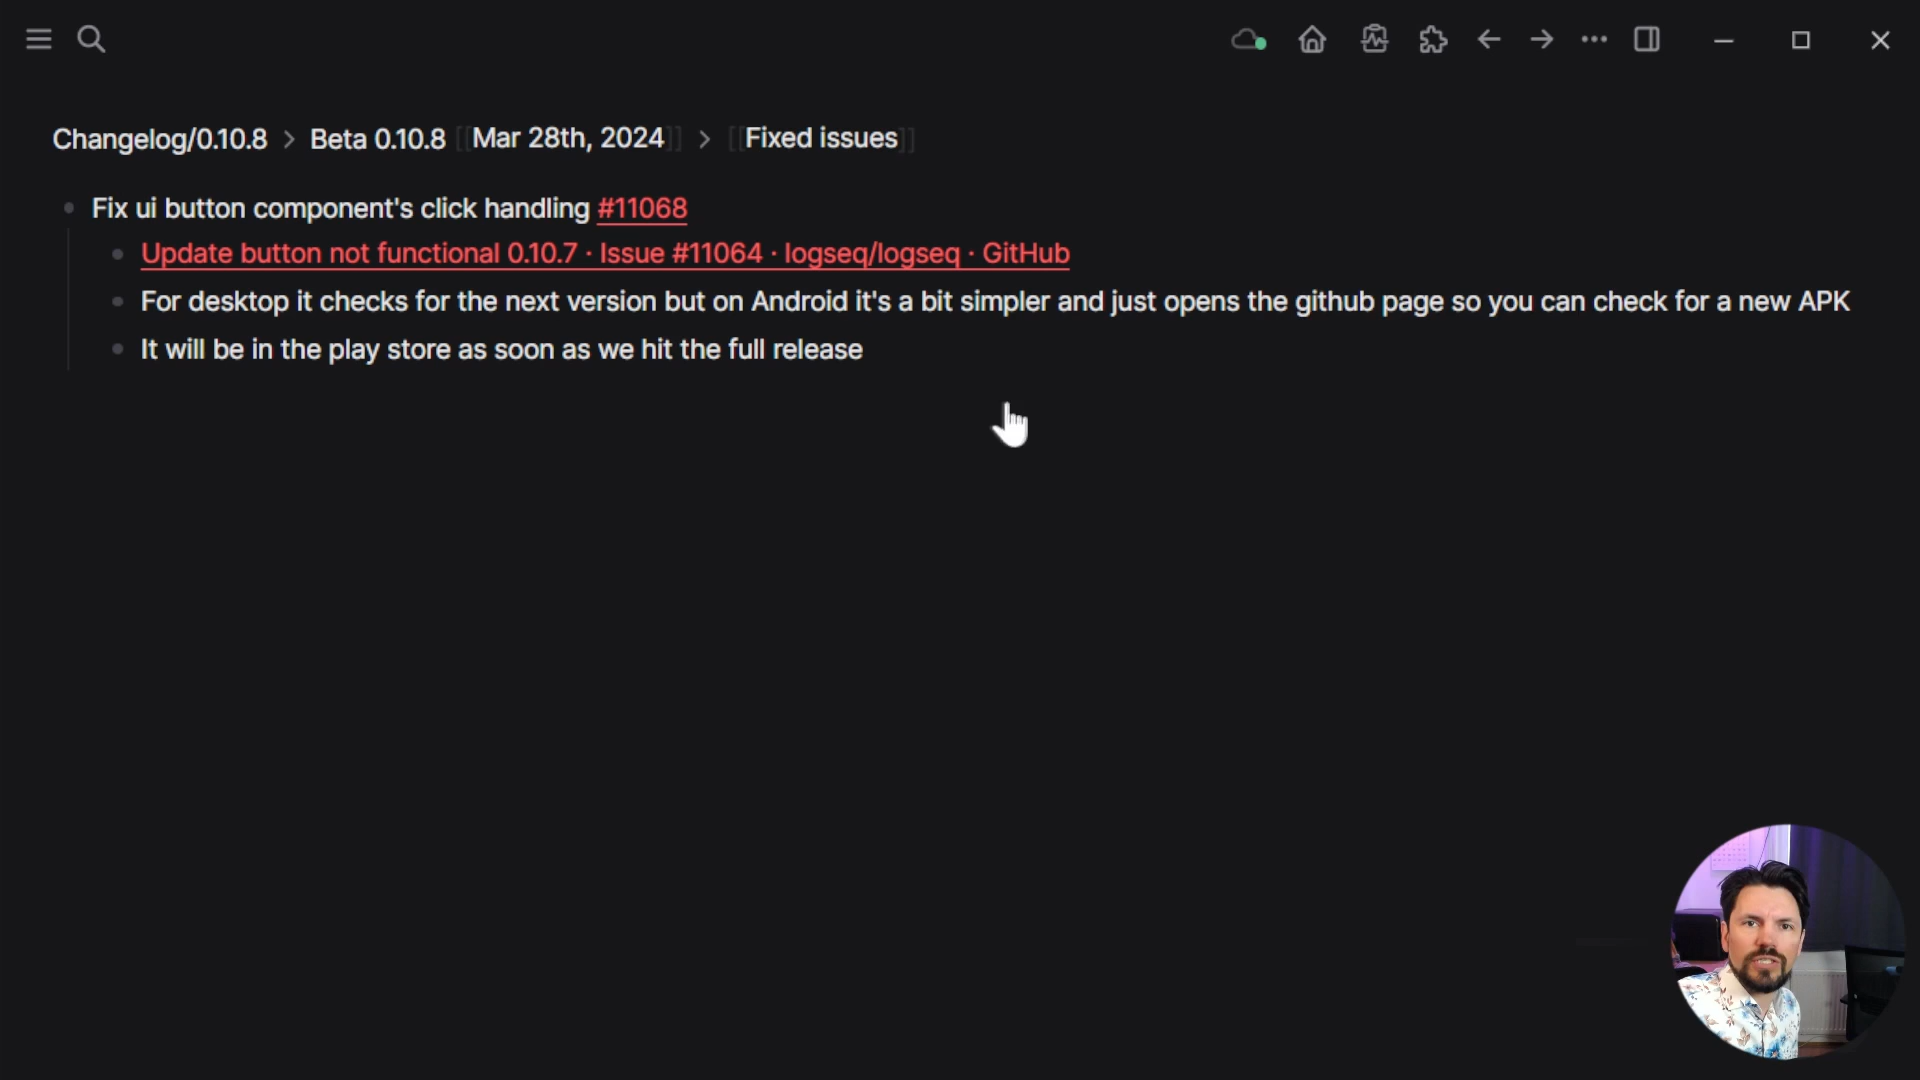 Changelog/0.10.8 > Beta 0.10.8 [[Mar 28th, 2024]] > [[Fixed issues]]
Fix ui button component's click handling #11068
Update button not functional 0.10.7 · Issue #11064 · logseq/logseq · GitHub
For desktop it checks for the next version but on Android it's a bit simpler and just opens the github page so you can check for a new APK
It will be in the play store as soon as we hit the full release